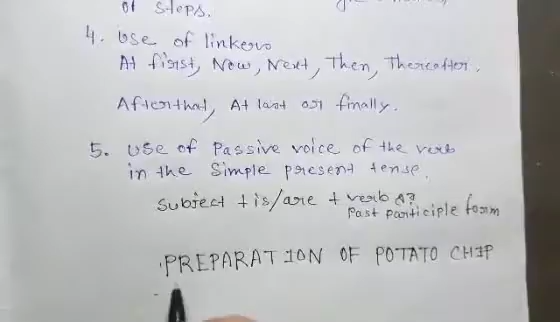 of steps.
4. Use of linkers
At first, Now, Next, Then, Thereafter.
After that, At last or finally.
5. Use of Passive voice of the verb
in the Simple present tense.
Subject + is/are + verb
Past participle form
PREPARATION OF POTATO CHIP